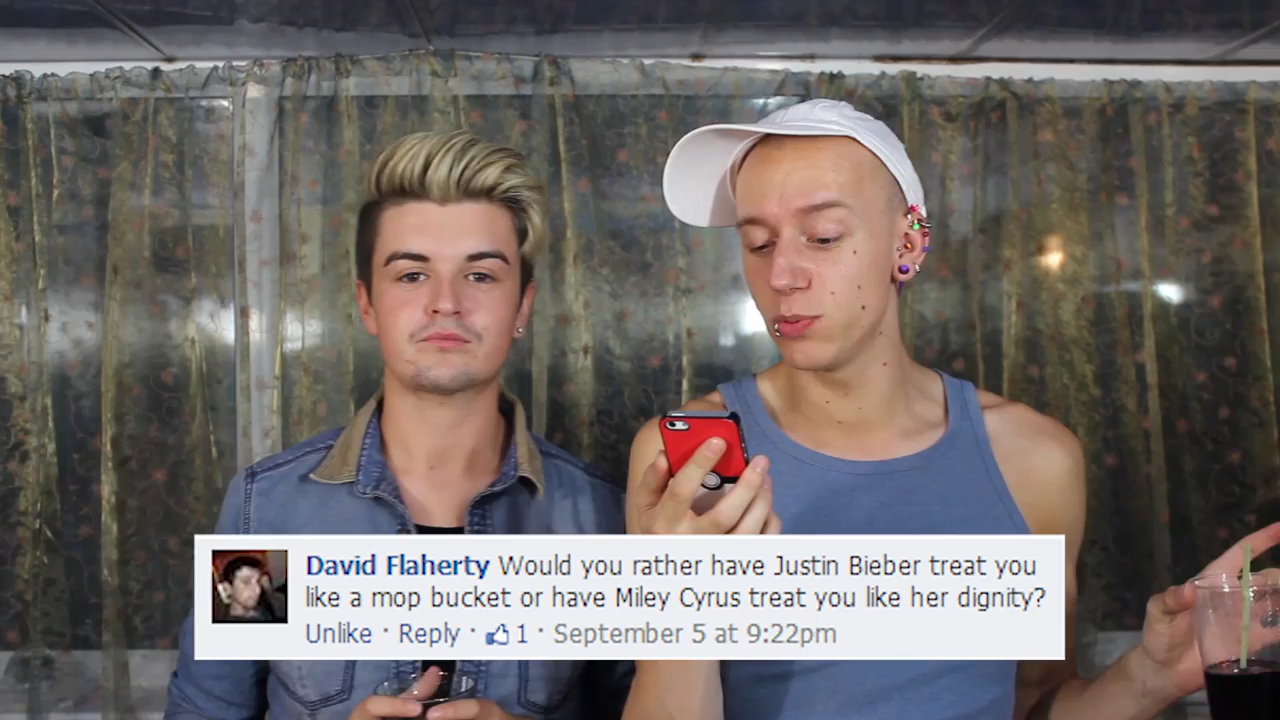 David Flaherty Would you rather have Justin Bieber treat you
like a mop bucket or have Miley Cyrus treat you like her dignity?
Unlike · Reply · 1 · September 5 at 9:22pm